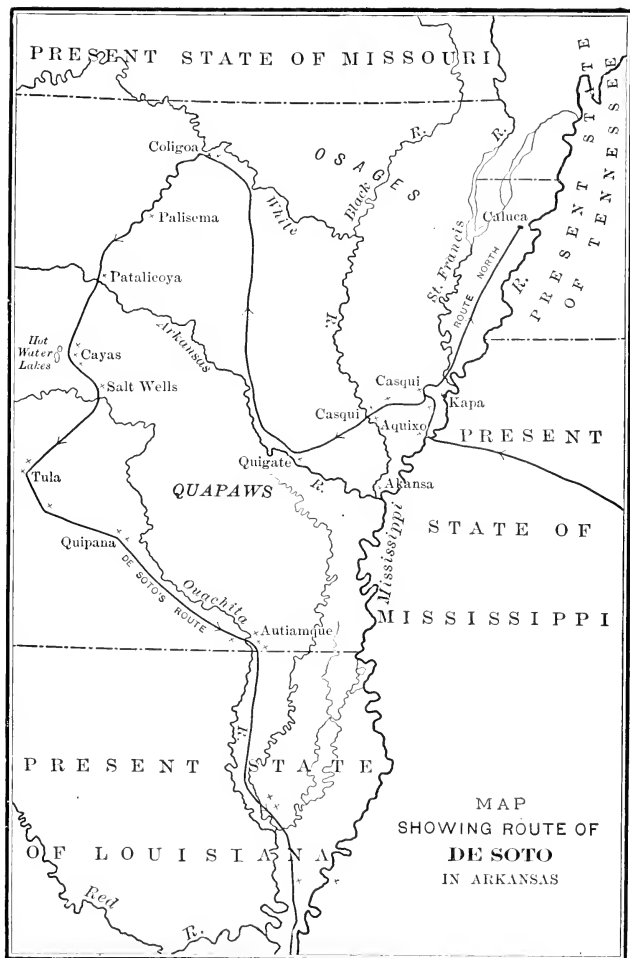 PRESENT STATE OF MISSOURI
PRESENT STATE
OF TENNESSEE
Coligoa
OSAGES
Black
R.
R.
White
Palisema
St. Francis
Caluca
ROUTE NORTH
R.
Patalicoya
R.
Arkansas
Hot
Water
Lakes
Cayas
Salt Wells
Casqui
Kapa
Casqui
Aquixo
PRESENT
Quigate
R.
Akansa
Tula
QUAPAWS
STATE OF
Mississippi
Quipana
DE SOTO'S
ROUTE
Ouachita
MISSISSIPPI
Autiamque
R.
PRESENT STATE
OF LOUISIANA
Red
R.
MAP
SHOWING ROUTE OF
DE SOTO
IN ARKANSAS